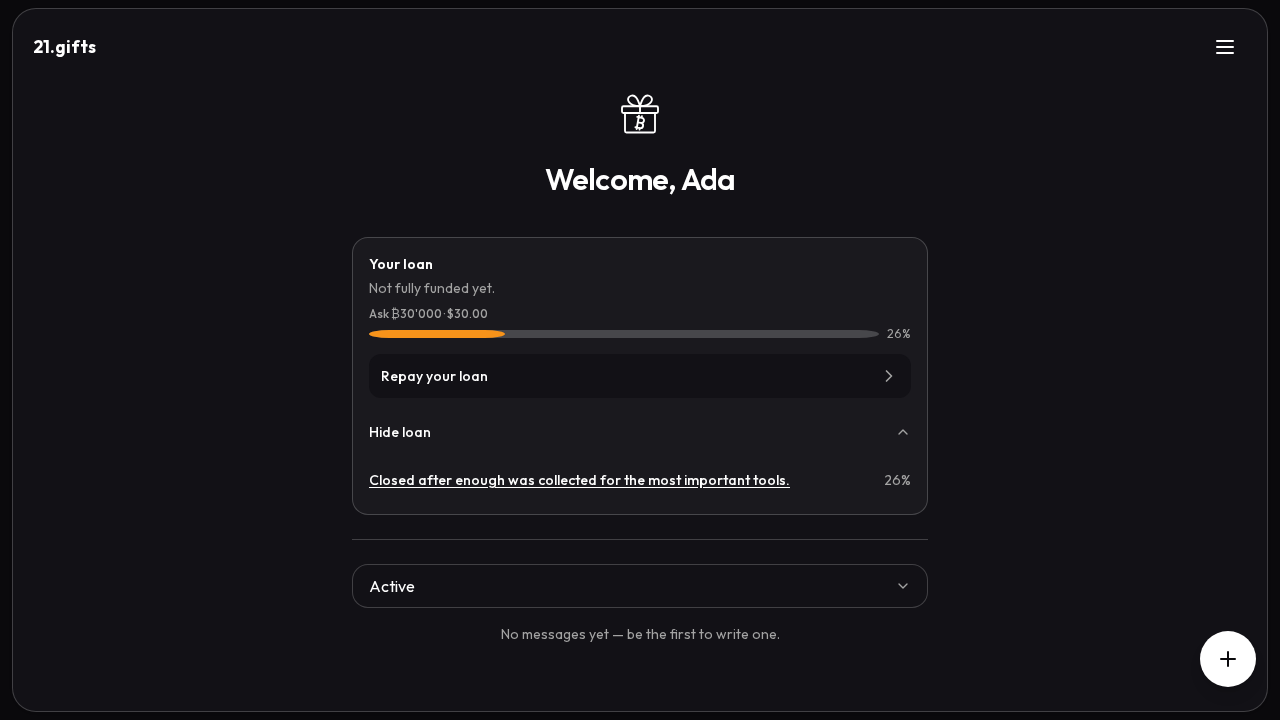 21.gifts
Welcome, Ada
Your loan
Not fully funded yet.
Ask ₿30'000 · $30.00
26%
Repay your loan
Hide loan
Closed after enough was collected for the most important tools.
26%
Active
No messages yet — be the first to write one.